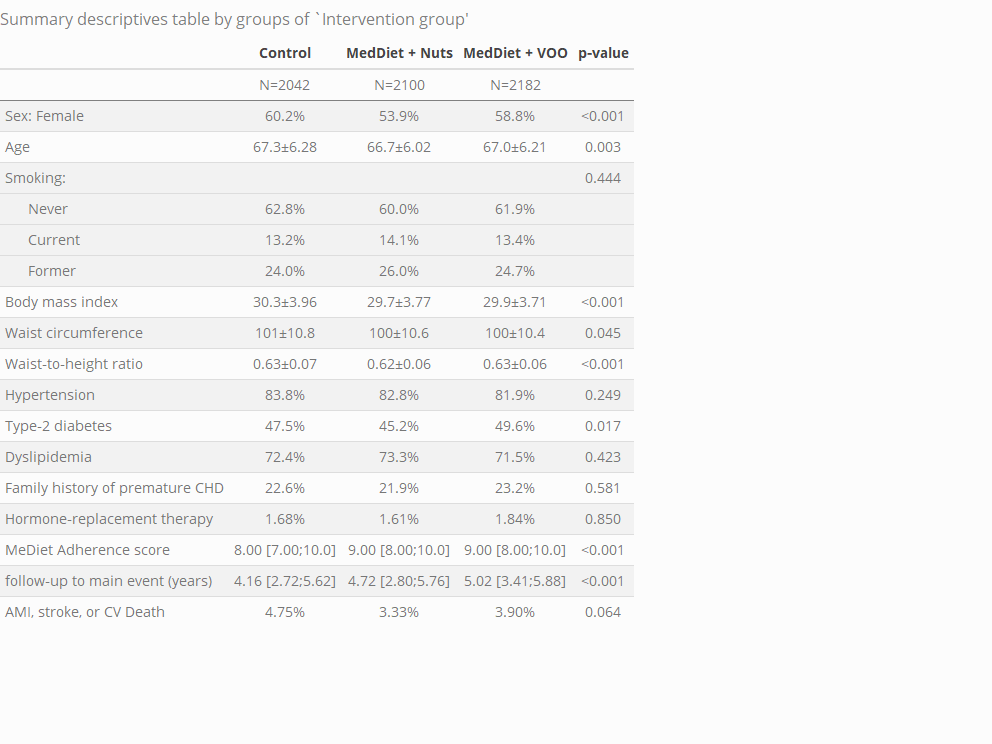 Summary descriptives table by groups of `Intervention group'
Control MedDiet + Nuts MedDiet + VOO p-value
N=2042 N=2100 N=2182
Sex: Female 60.2% 53.9% 58.8% <0.001
Age 67.3±6.28 66.7±6.02 67.0±6.21 0.003
Smoking: 0.444
Never 62.8% 60.0% 61.9%
Current 13.2% 14.1% 13.4%
Former 24.0% 26.0% 24.7%
Body mass index 30.3±3.96 29.7±3.77 29.9±3.71 <0.001
Waist circumference 101±10.8 100±10.6 100±10.4 0.045
Waist-to-height ratio 0.63±0.07 0.62±0.06 0.63±0.06 <0.001
Hypertension 83.8% 82.8% 81.9% 0.249
Type-2 diabetes 47.5% 45.2% 49.6% 0.017
Dyslipidemia 72.4% 73.3% 71.5% 0.423
Family history of premature CHD 22.6% 21.9% 23.2% 0.581
Hormone-replacement therapy 1.68% 1.61% 1.84% 0.850
MeDiet Adherence score 8.00 [7.00;10.0] 9.00 [8.00;10.0] 9.00 [8.00;10.0] <0.001
follow-up to main event (years) 4.16 [2.72;5.62] 4.72 [2.80;5.76] 5.02 [3.41;5.88] <0.001
AMI, stroke, or CV Death 4.75% 3.33% 3.90% 0.064